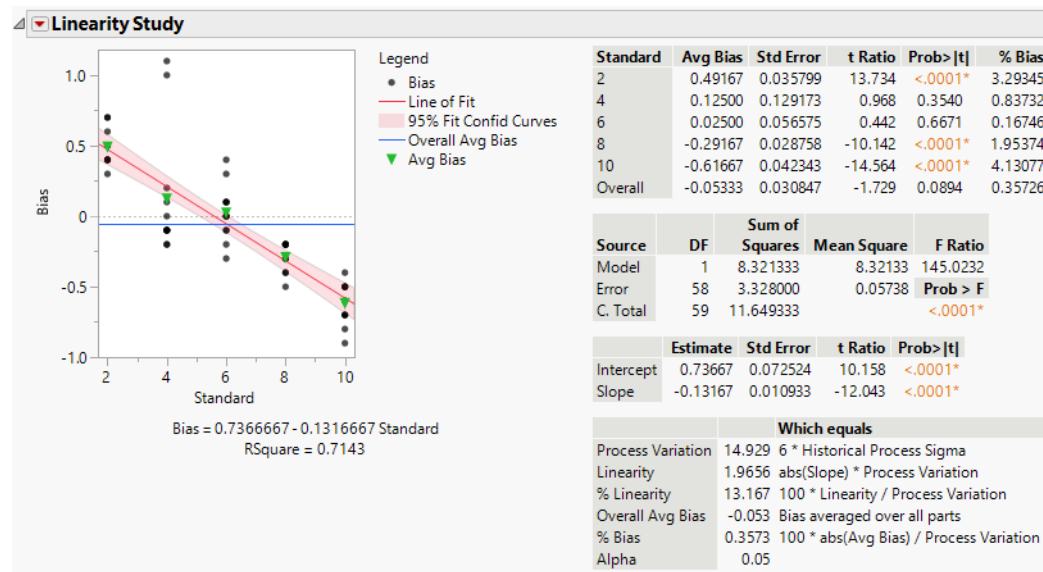 Linearity Study
Legend
Bias
Line of Fit
95% Fit Confid Curves
Overall Avg Bias
Avg Bias
1.0
0.5
0
-0.5
-1.0
Bias
2 4 6 8 10
Standard
Bias = 0.7366667 - 0.1316667 Standard
RSquare = 0.7143
Standard Avg Bias Std Error t Ratio Prob>|t| % Bias
2 0.49167 0.035799 13.734 <.0001* 3.29345
4 0.12500 0.129173 0.968 0.3540 0.83732
6 0.02500 0.056575 0.442 0.6671 0.16746
8 -0.29167 0.028758 -10.142 <.0001* 1.95374
10 -0.61667 0.042343 -14.564 <.0001* 4.13077
Overall -0.05333 0.030847 -1.729 0.0894 0.35726
Sum of
Source DF Squares Mean Square F Ratio
Model 1 8.321333 8.32133 145.0232
Error 58 3.328000 0.05738 Prob > F
C. Total 59 11.649333 <.0001*
Estimate Std Error t Ratio Prob>|t|
Intercept 0.73667 0.072524 10.158 <.0001*
Slope -0.13167 0.010933 -12.043 <.0001*
Which equals
Process Variation 14.929 6 * Historical Process Sigma
Linearity 1.9656 abs(Slope) * Process Variation
% Linearity 13.167 100 * Linearity / Process Variation
Overall Avg Bias -0.053 Bias averaged over all parts
% Bias 0.3573 100 * abs(Avg Bias) / Process Variation
Alpha 0.05